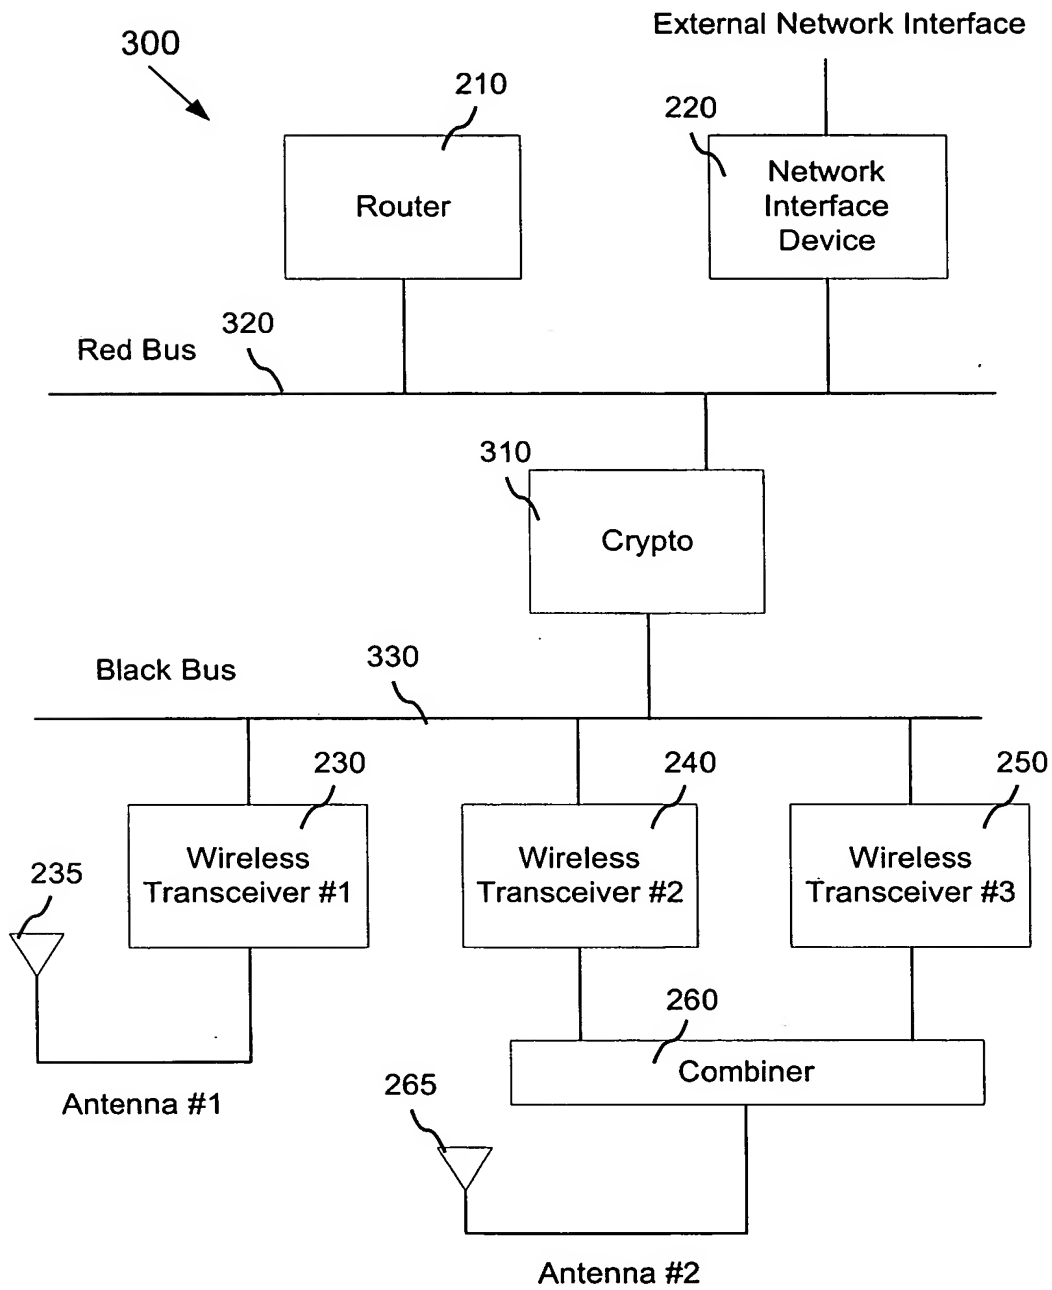 External Network Interface
300
210
220
Router
Network
Interface
Device
320
Red Bus
310
Crypto
Black Bus
330
230
240
250
Wireless
Transceiver #1
Wireless
Transceiver #2
Wireless
Transceiver #3
235
260
Combiner
Antenna #1
265
Antenna #2